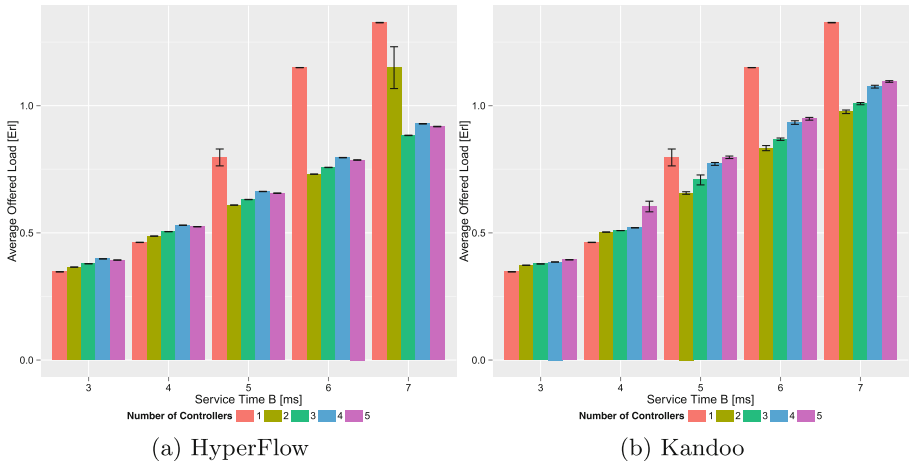 Average Offered Load [Erl]
1.0
0.5
0.0
3 4 5 6 7
Service Time B [ms]
Number of Controllers 1 2 3 4 5
(a) HyperFlow
Average Offered Load [Erl]
1.0
0.5
0.0
3 4 5 6 7
Service Time B [ms]
Number of Controllers 1 2 3 4 5
(b) Kandoo